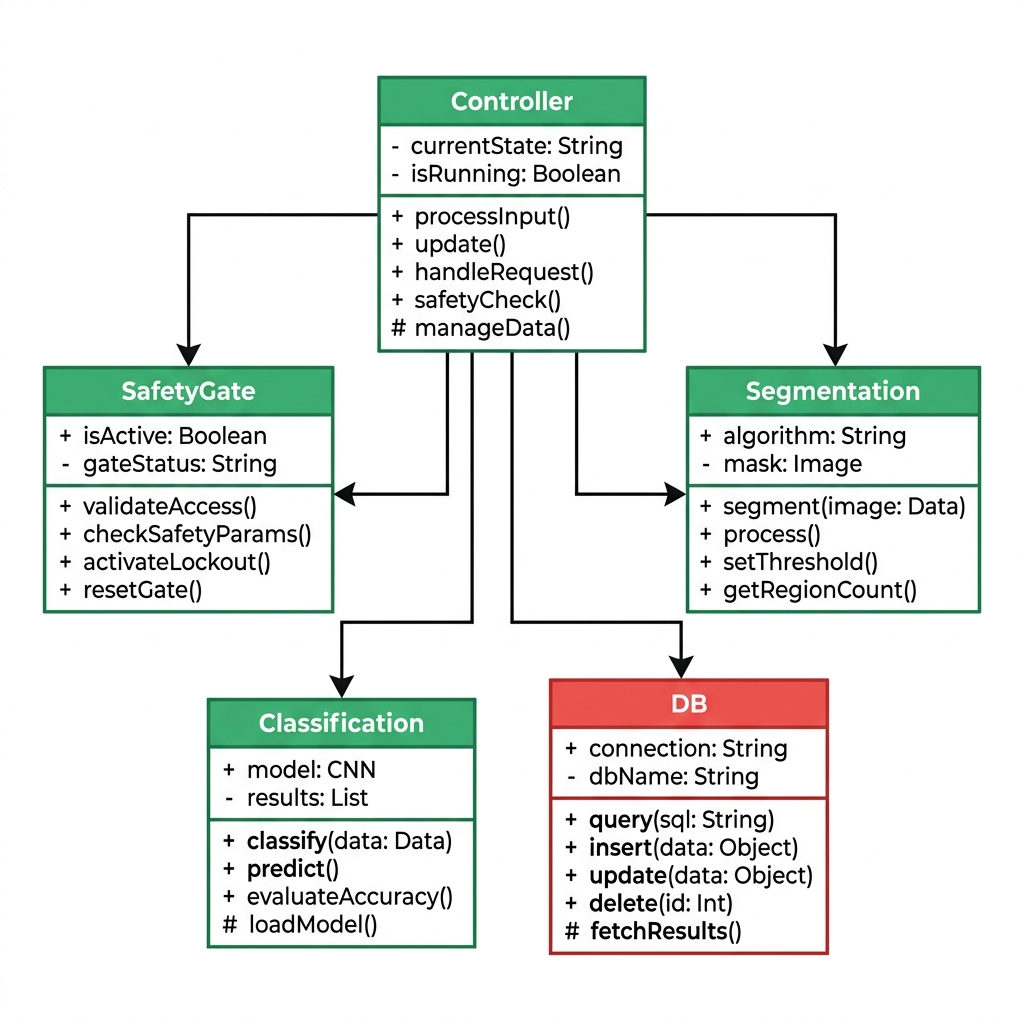 Controller
- currentState: String
- isRunning: Boolean
+ processInput()
+ update()
+ handleRequest()
+ safetyCheck()
# manageData()
SafetyGate
+ isActive: Boolean
- gateStatus: String
+ validateAccess()
+ checkSafetyParams()
+ activateLockout()
+ resetGate()
Segmentation
+ algorithm: String
- mask: Image
+ segment(image: Data)
+ process()
+ setThreshold()
+ getRegionCount()
Classification
+ model: CNN
- results: List
+ classify(data: Data)
+ predict()
+ evaluateAccuracy()
# loadModel()
DB
+ connection: String
- dbName: String
+ query(sql: String)
+ insert(data: Object)
+ update(data: Object)
+ delete(id: Int)
# fetchResults()